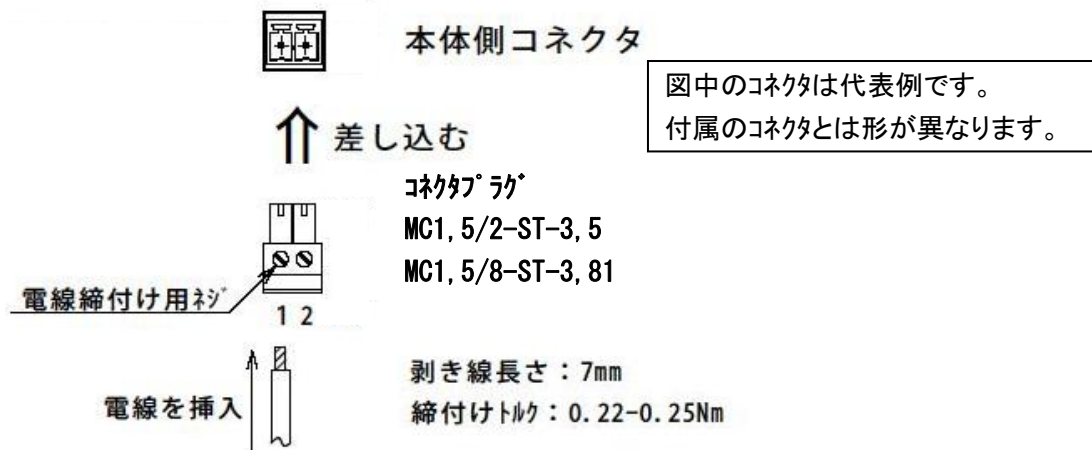 本体側コネクタ
図中のｺﾈｸﾀは代表例です。
付属のｺﾈｸﾀとは形が異なります。
差し込む
ｺﾈｸﾀﾌﾟﾗｸﾞ
MC1,5/2-ST-3,5
MC1,5/8-ST-3,81
電線締付け用ﾈｼﾞ
1 2
電線を挿入
剥き線長さ：7mm
締付けﾄﾙｸ：0.22-0.25Nm